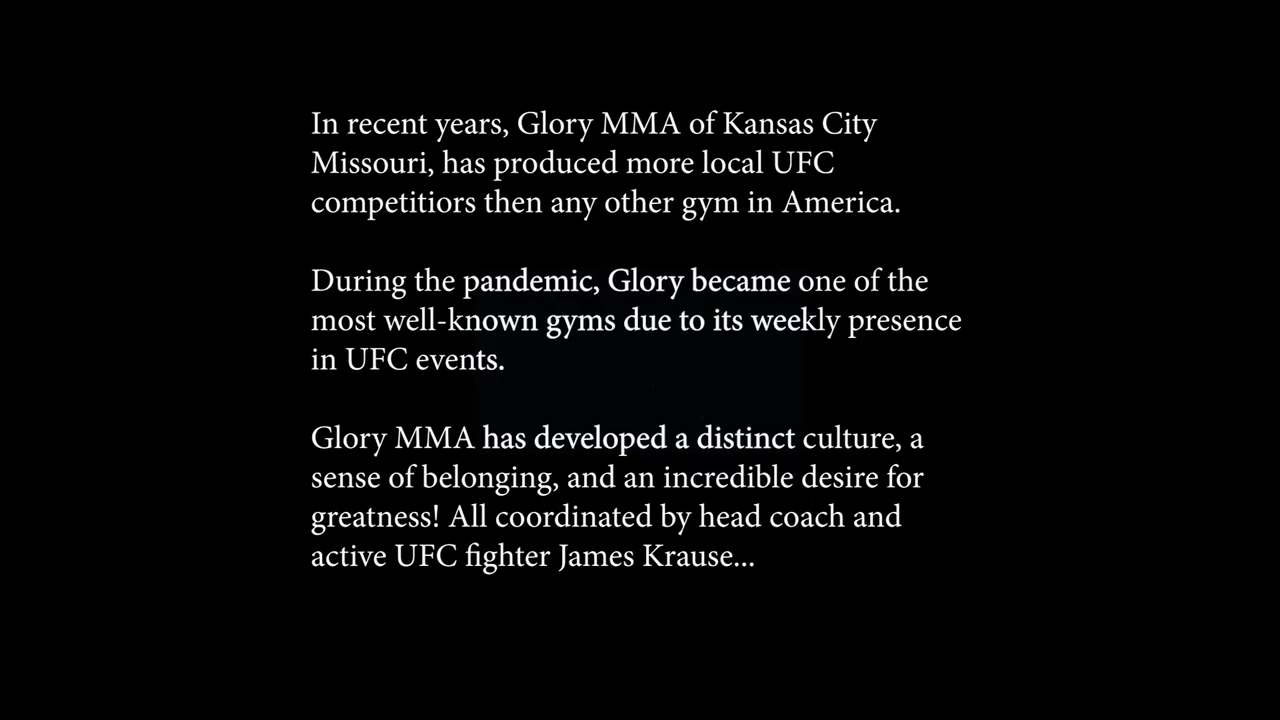 In recent years, Glory MMA of Kansas City
Missouri, has produced more local UFC
competitiors then any other gym in America.
During the pandemic, Glory became one of the
most well-known gyms due to its weekly presence
in UFC events.
Glory MMA has developed a distinct culture, a
sense of belonging, and an incredible desire for
greatness! All coordinated by head coach and
active UFC fighter James Krause...